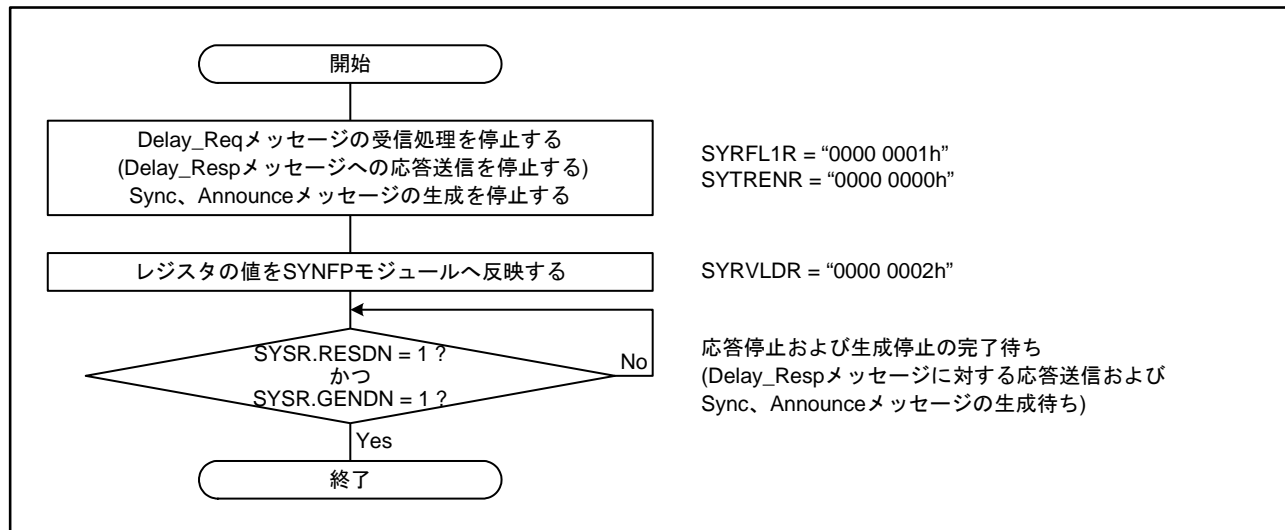 開始
Delay_Reqメッセージの受信処理を停止する
(Delay_Respメッセージへの応答送信を停止する)
Sync、Announceメッセージの生成を停止する
SYRFL1R = “0000 0001h”
SYTRENR = “0000 0000h”
レジスタの値をSYNFPモジュールへ反映する
SYRVLDR = “0000 0002h”
SYSR.RESDN = 1 ?
かつ
SYSR.GENDN = 1 ?
No
応答停止および生成停止の完了待ち
(Delay_Respメッセージに対する応答送信および
Sync、Announceメッセージの生成待ち)
Yes
終了